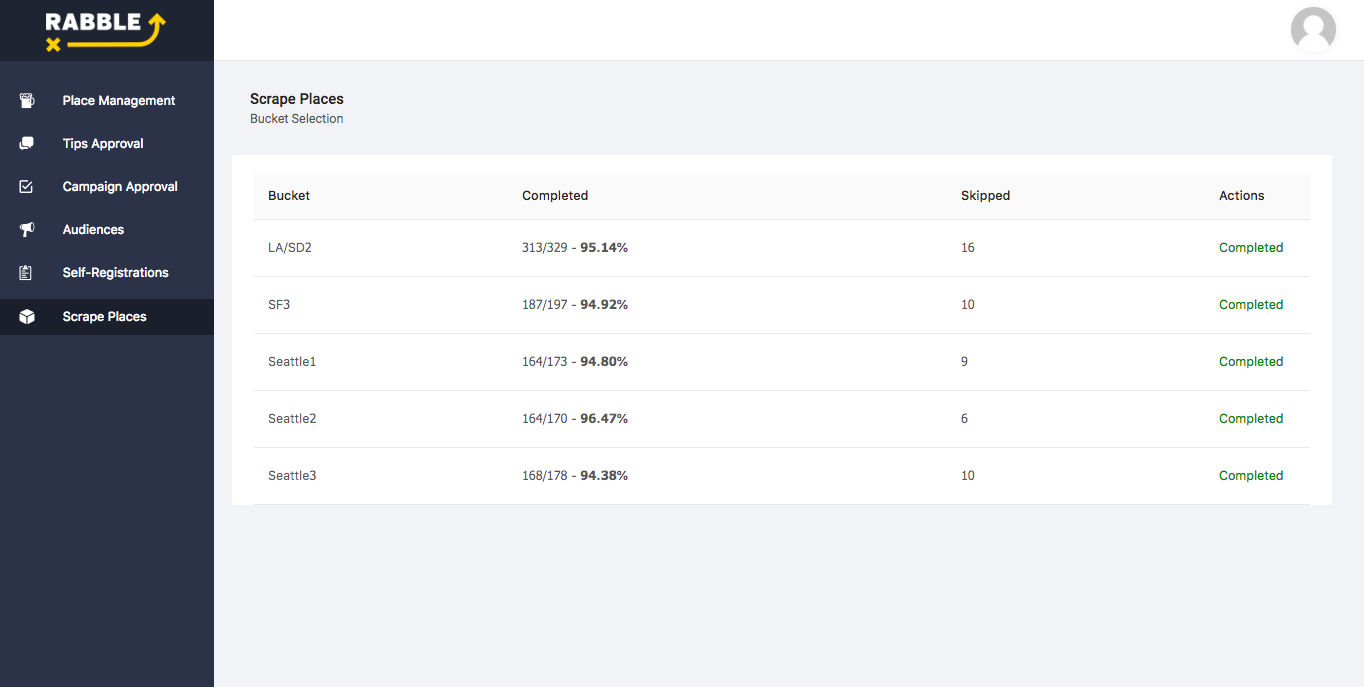 RABBLE
Place Management
Tips Approval
Campaign Approval
Audiences
Self-Registrations
Scrape Places
Scrape Places
Bucket Selection
Bucket Completed Skipped Actions
LA/SD2 313/329 - 95.14% 16 Completed
SF3 187/197 - 94.92% 10 Completed
Seattle1 164/173 - 94.80% 9 Completed
Seattle2 164/170 - 96.47% 6 Completed
Seattle3 168/178 - 94.38% 10 Completed